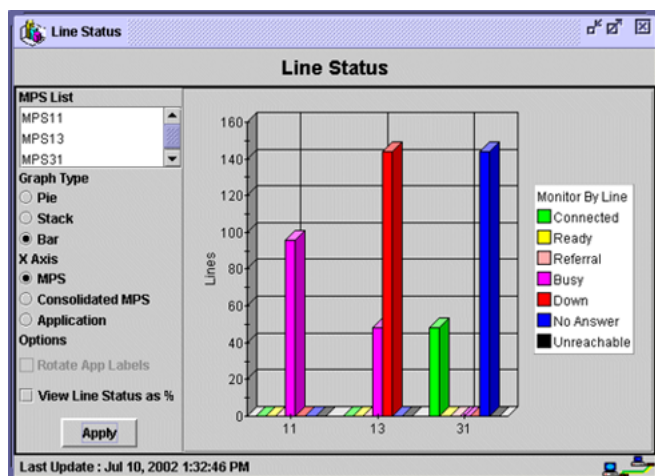 Line Status
Line Status
MPS List
MPS11
MPS13
MPS31
Graph Type
Pie
Stack
Bar
X Axis
MPS
Consolidated MPS
Application
Options
Rotate App Labels
View Line Status as %
Apply
160
140
120
100
80
60
40
20
0
Lines
11
13
31
Monitor By Line
Connected
Ready
Referral
Busy
Down
No Answer
Unreachable
Last Update : Jul 10, 2002 1:32:46 PM